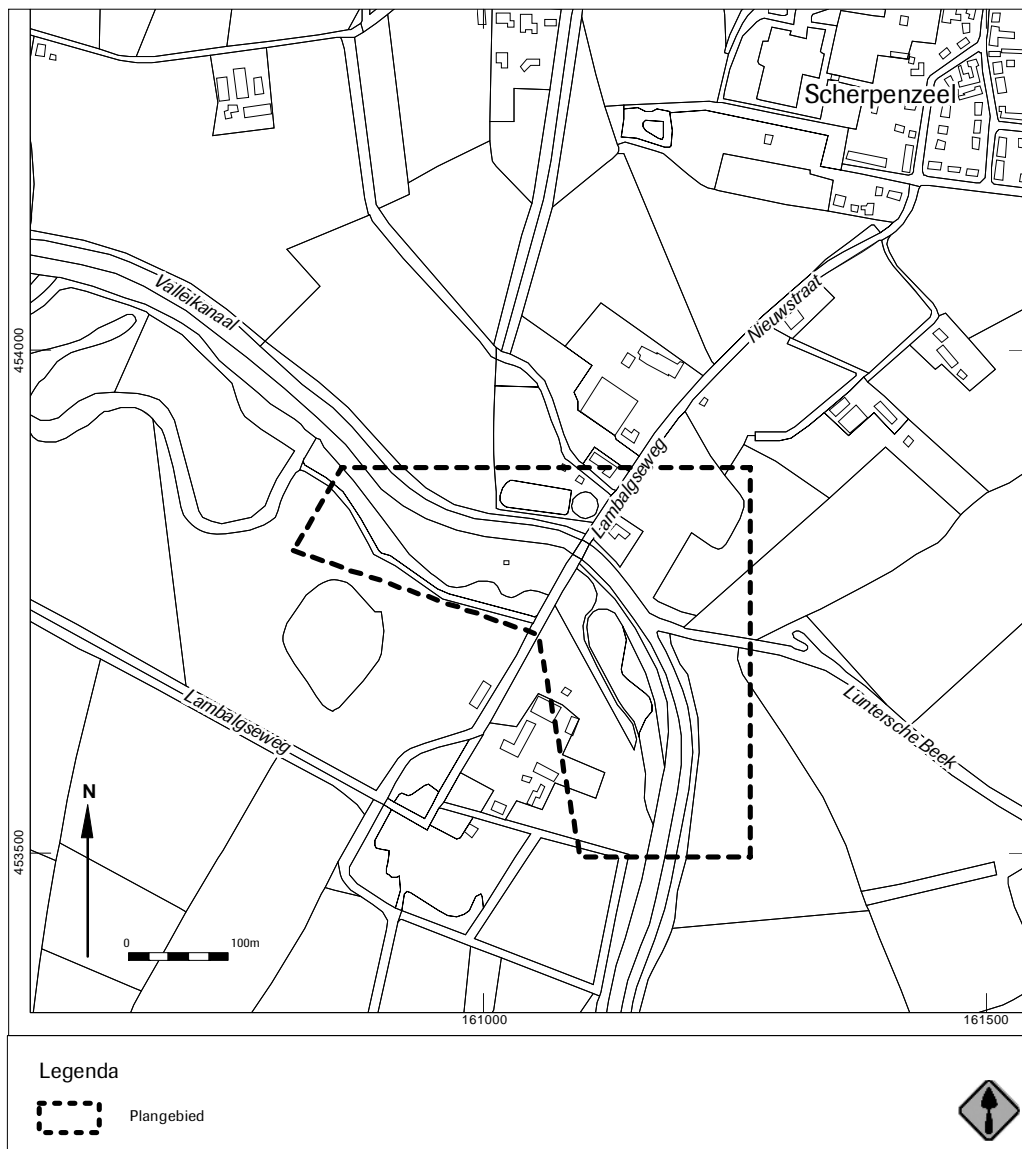 Scherpenzeel
Valleikanaal
Nieuwstraat
454000
Lambalgseweg
Lambalgseweg
Luntersche Beek
N
453500
0
100m
161000
161500
Legenda
Plangebied